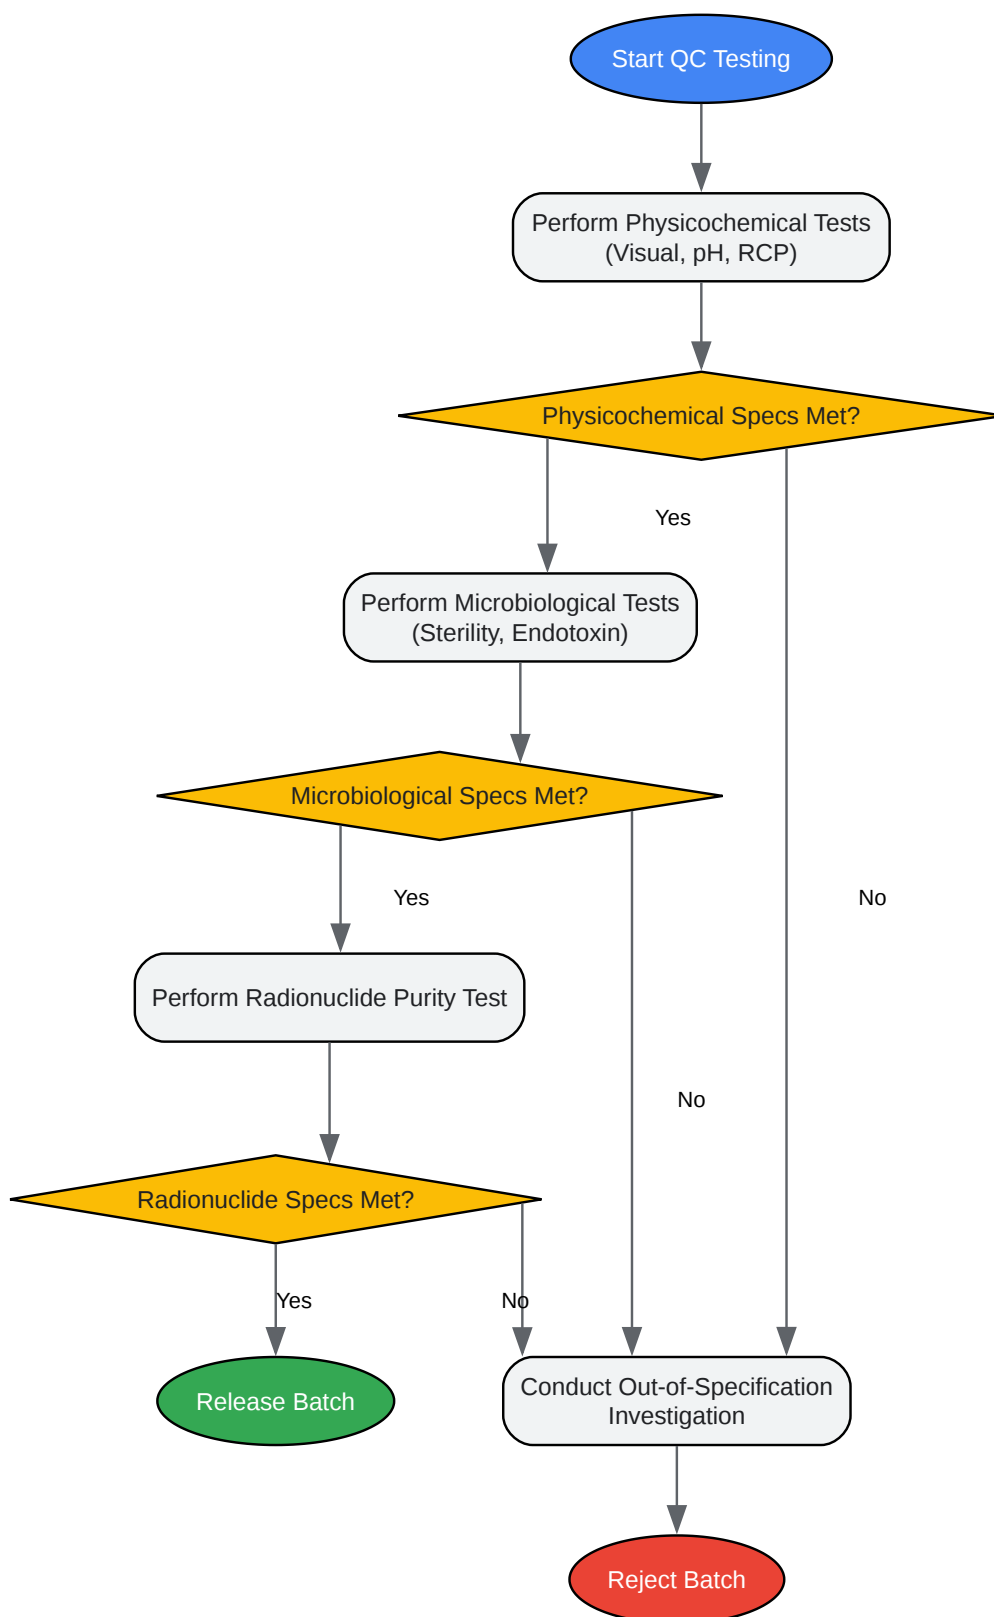 Start QC Testing
Perform Physicochemical Tests
(Visual, pH, RCP)
Physicochemical Specs Met?
Yes
Perform Microbiological Tests
(Sterility, Endotoxin)
Microbiological Specs Met?
Yes
No
Perform Radionuclide Purity Test
No
Radionuclide Specs Met?
Yes
No
Release Batch
Conduct Out-of-Specification
Investigation
Reject Batch